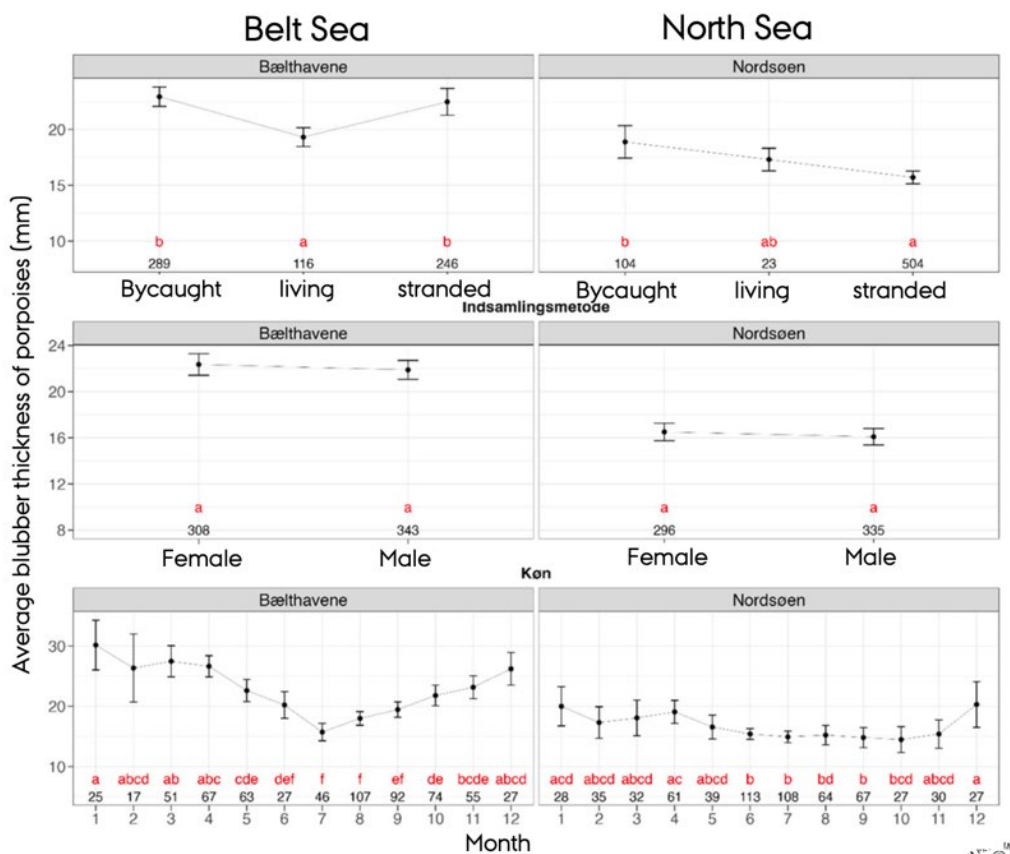 Belt Sea North Sea
Bælthavene Nordsøen
Average blubber thickness of porpoises (mm)
20
15
10
b a b b ab a
289 116 246 104 23 504
Bycaught living stranded Bycaught living stranded
Indsamlingsmetode
Bælthavene Nordsøen
24
20
16
12
8
a a a a
308 343 296 335
Female Male Female Male
Køn
Bælthavene Nordsøen
30
20
10
a abcd ab abc cde def f f ef de bcde abcd acd abcd abcd ac abcd b b bd b bcd abcd a
25 17 51 67 63 27 46 107 92 74 55 27 28 35 32 61 39 113 108 64 67 27 30 27
1 2 3 4 5 6 7 8 9 10 11 12 1 2 3 4 5 6 7 8 9 10 11 12
Month